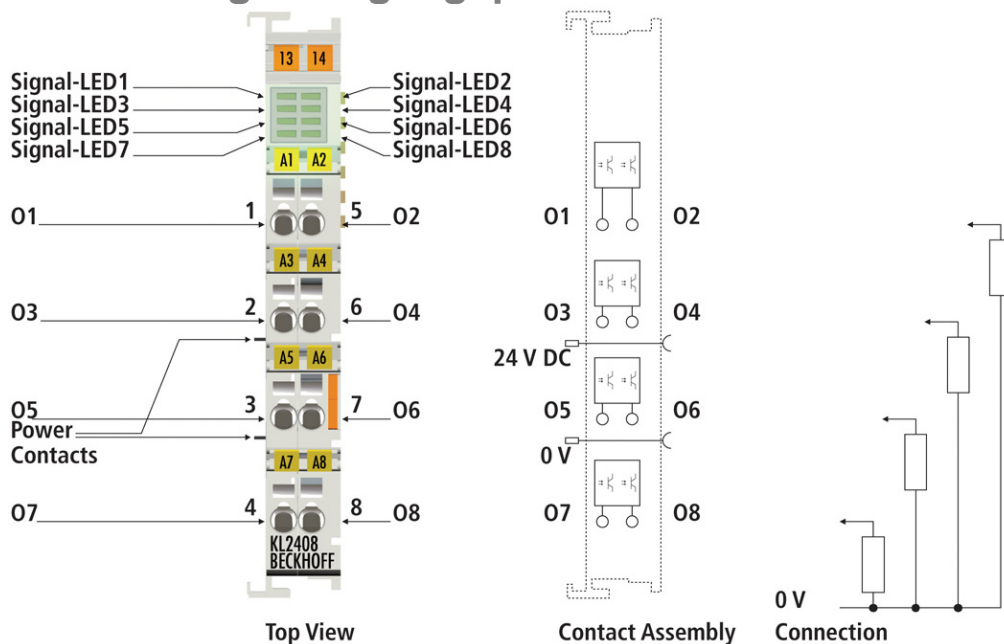 13 14
Signal-LED1
Signal-LED3
Signal-LED5
Signal-LED7
Signal-LED2
Signal-LED4
Signal-LED6
Signal-LED8
A1 A2
O1 1 5 O2
A3 A4
O3 2 6 O4
A5 A6
O5 3 7 O6
Power
Contacts
A7 A8
O7 4 8 O8
KL2408
BECKHOFF
Top View
O1 O2
O3 O4
24 V DC
O5 O6
0 V
O7 O8
Contact Assembly
0 V
Connection